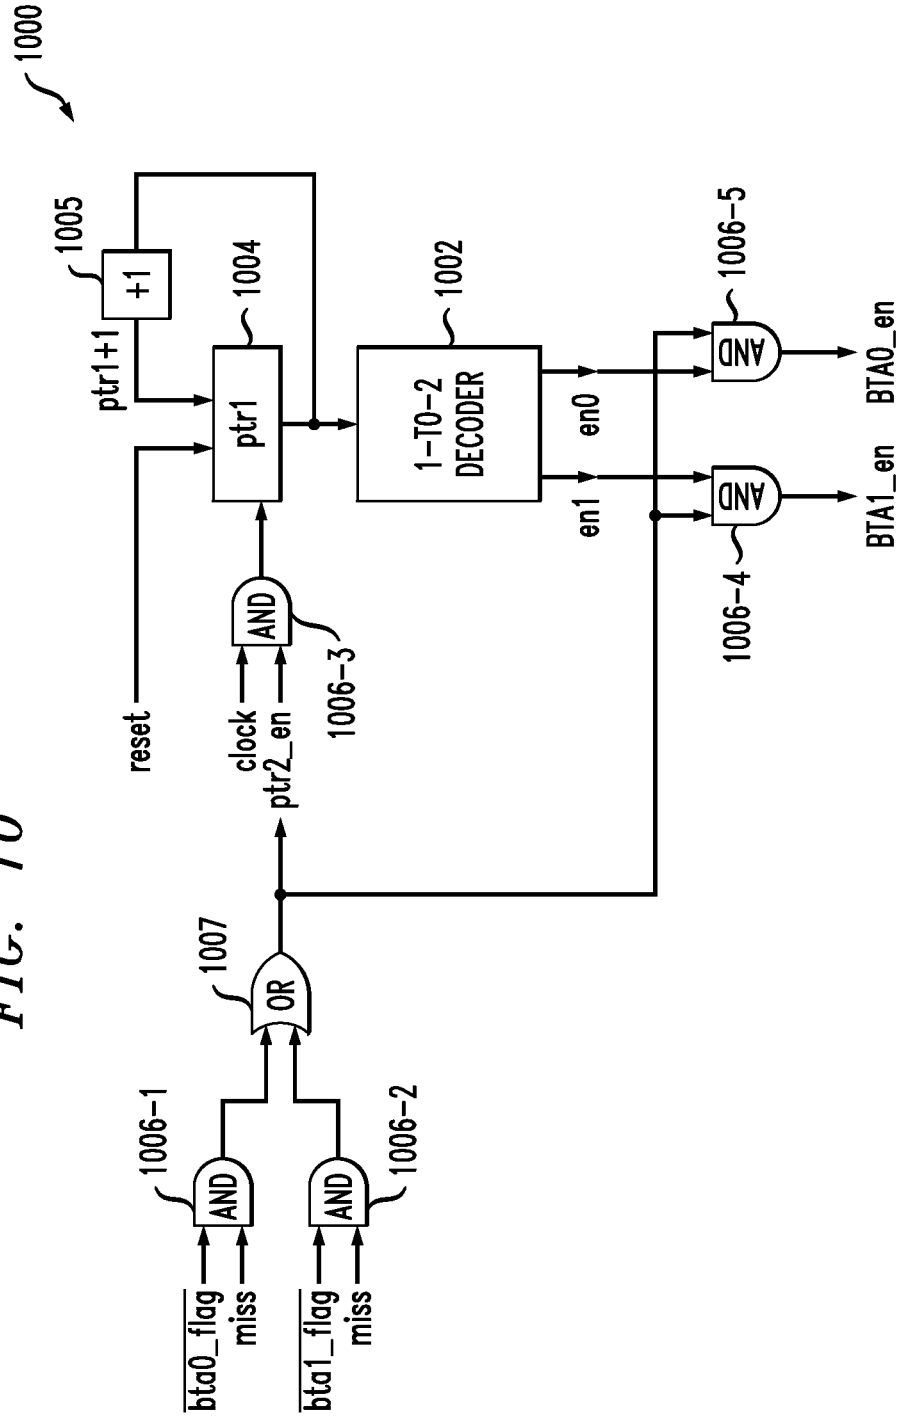 FIG. 10
1000
1005
+1
ptr1+1
1004
reset
ptr1
1002
1-TO-2
DECODER
AND
1006-3
clock
ptr2_en
en0
en1
1007
OR
1006-1
AND
bta0_flag
miss
1006-2
AND
bta1_flag
miss
1006-5
AND
BTA0_en
1006-4
AND
BTA1_en